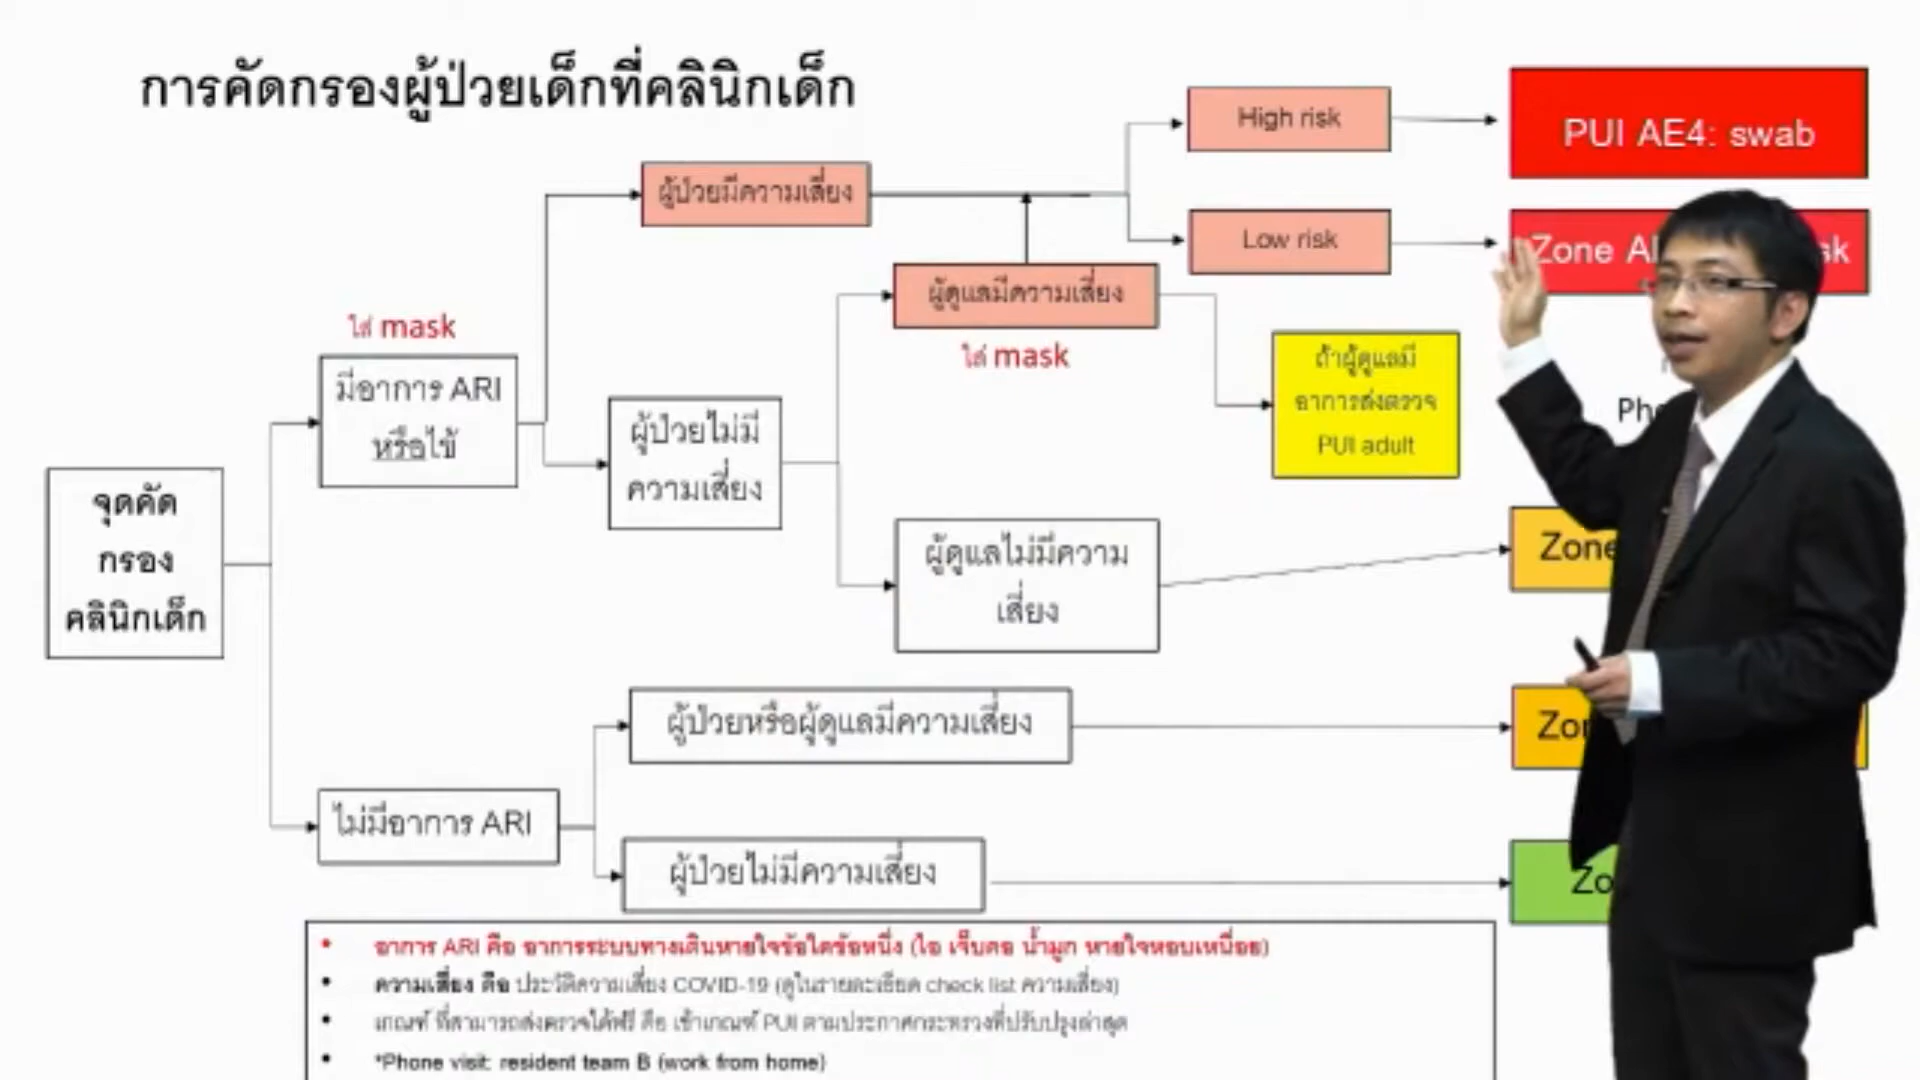 การคัดกรองผู้ป่วยเด็กที่คลินิกเด็ก
High risk
PUI AE4: swab
ผู้ป่วยมีความเสี่ยง
Low risk
Zone
ผู้ดูแลมีความเสี่ยง
ใส่ mask
ใส่ mask
ถ้าผู้ดูแลมี
อาการส่งตรวจ
PUI adult
มีอาการ ARI
หรือไข้
ผู้ป่วยไม่มี
ความเสี่ยง
จุดคัด
กรอง
คลินิกเด็ก
ผู้ดูแลไม่มีความ
เสี่ยง
Zone
ผู้ป่วยหรือผู้ดูแลมีความเสี่ยง
ไม่มีอาการ ARI
ผู้ป่วยไม่มีความเสี่ยง
• อาการ ARI คือ อาการระบบทางเดินหายใจข้อใดข้อหนึ่ง (ไอ เจ็บคอ น้ำมูก หายใจหอบเหนื่อย)
• ความเสี่ยง คือ ประวัติความเสี่ยง COVID-19 (ดูในรายละเอียด check list ความเสี่ยง)
• เกณฑ์ ที่สามารถส่งตรวจได้ฟรี คือ เข้าเกณฑ์ PUI ตามประกาศกระทรวงที่ปรับปรุงล่าสุด
• *Phone visit: resident team B (work from home)